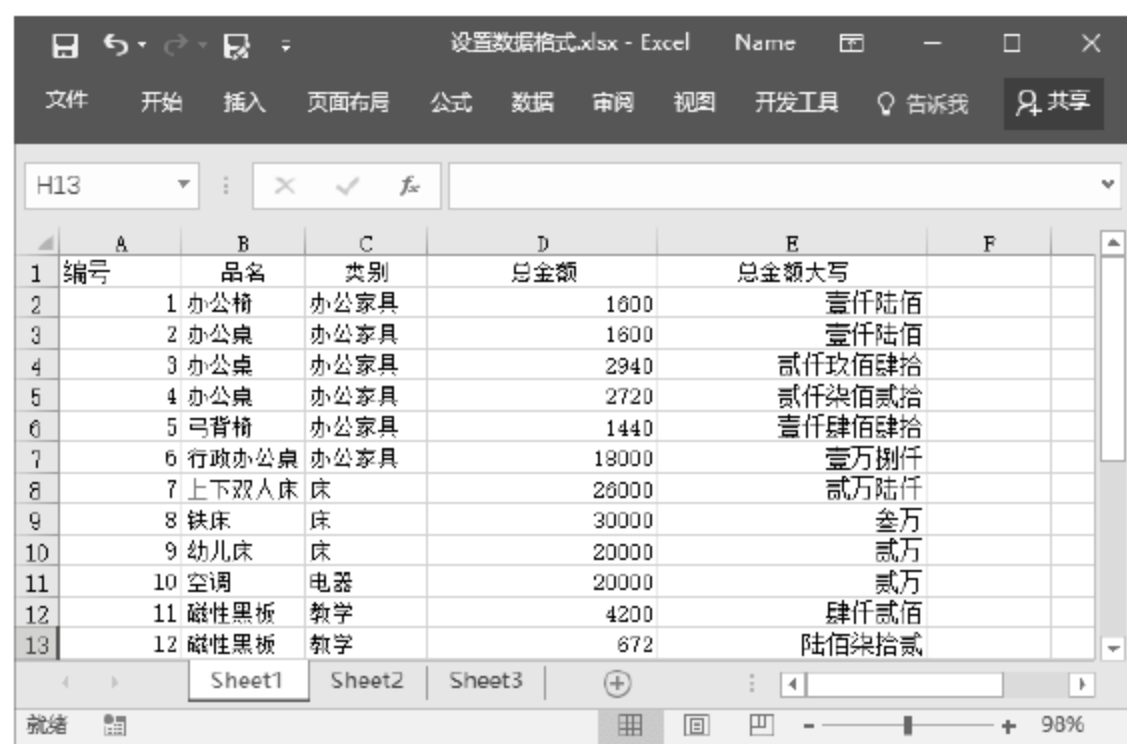 设置数据格式.xlsx - Excel Name
文件 开始 插入 页面布局 公式 数据 审阅 视图 开发工具 告诉我 共享
H13 fx
A B C D E F
1 编号 品名 类别 总金额 总金额大写
2 1 办公椅 办公家具 1600 壹仟陆佰
3 2 办公桌 办公家具 1600 壹仟陆佰
4 3 办公桌 办公家具 2940 贰仟玖佰肆拾
5 4 办公桌 办公家具 2720 贰仟柒佰贰拾
6 5 弓背椅 办公家具 1440 壹仟肆佰肆拾
7 6 行政办公桌 办公家具 18000 壹万捌仟
8 7 上下双人床 床 26000 贰万陆仟
9 8 铁床 床 30000 叁万
10 9 幼儿床 床 20000 贰万
11 10 空调 电器 20000 贰万
12 11 磁性黑板 教学 4200 肆仟贰佰
13 12 磁性黑板 教学 672 陆佰柒拾贰
Sheet1 Sheet2 Sheet3
就绪 98%